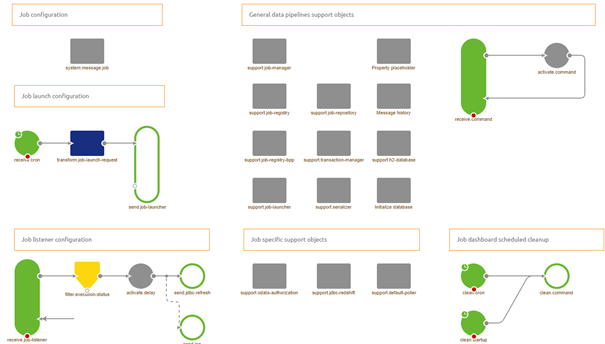 Job configuration
General data pipelines support objects
system message.job
support.job-manager
Property placeholder
activate.command
receive.command
Job launch configuration
support.job-registry
support.job-repository
Message history
receive.cron
transform.job-launch-request
send.job-launcher
support.job-registry-bpp
support.transaction-manager
support.h2-database
support.job-launcher
support.serializer
Initialize database
Job listener configuration
Job specific support objects
Job dashboard scheduled cleanup
filter.execution.status
activate.delay
send.jdbc-refresh
support.odata-authorization
support.jdbc.redshift
support.default-poller
clean.cron
clean.command
receive.job-listener
clean.startup